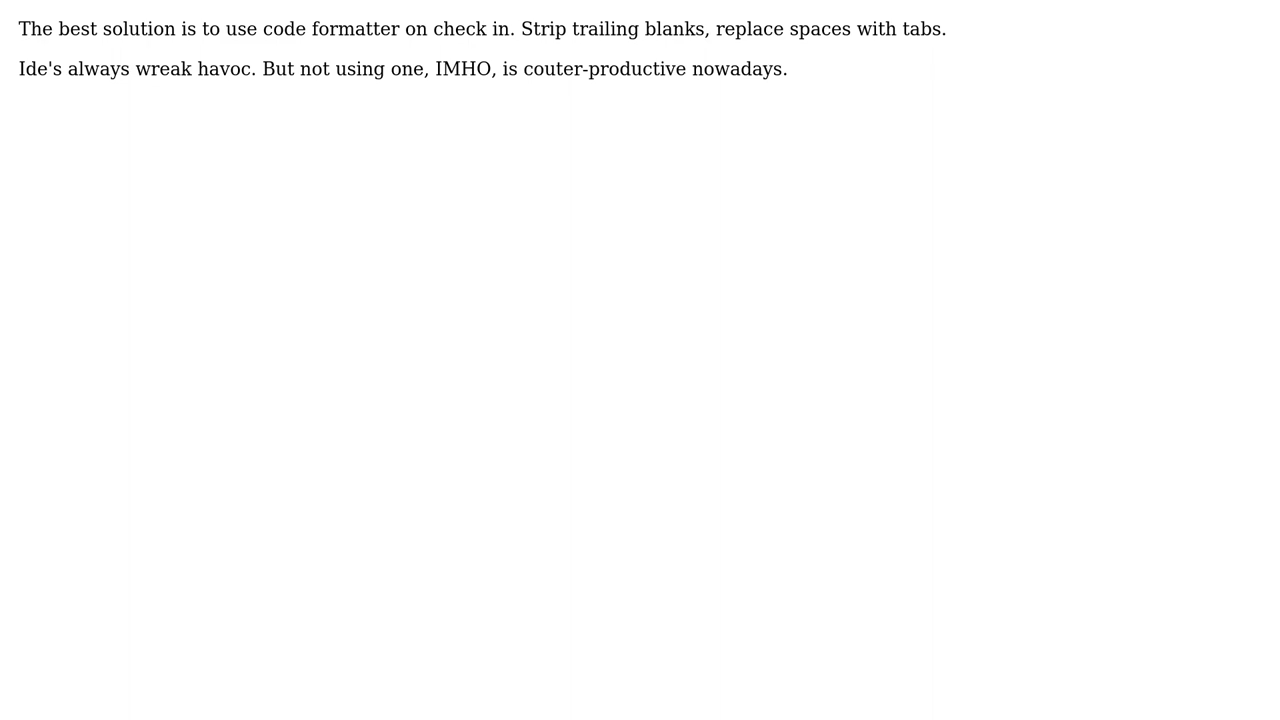 The best solution is to use code formatter on check in. Strip trailing blanks, replace spaces with tabs.
Ide's always wreak havoc. But not using one, IMHO, is couter-productive nowadays.